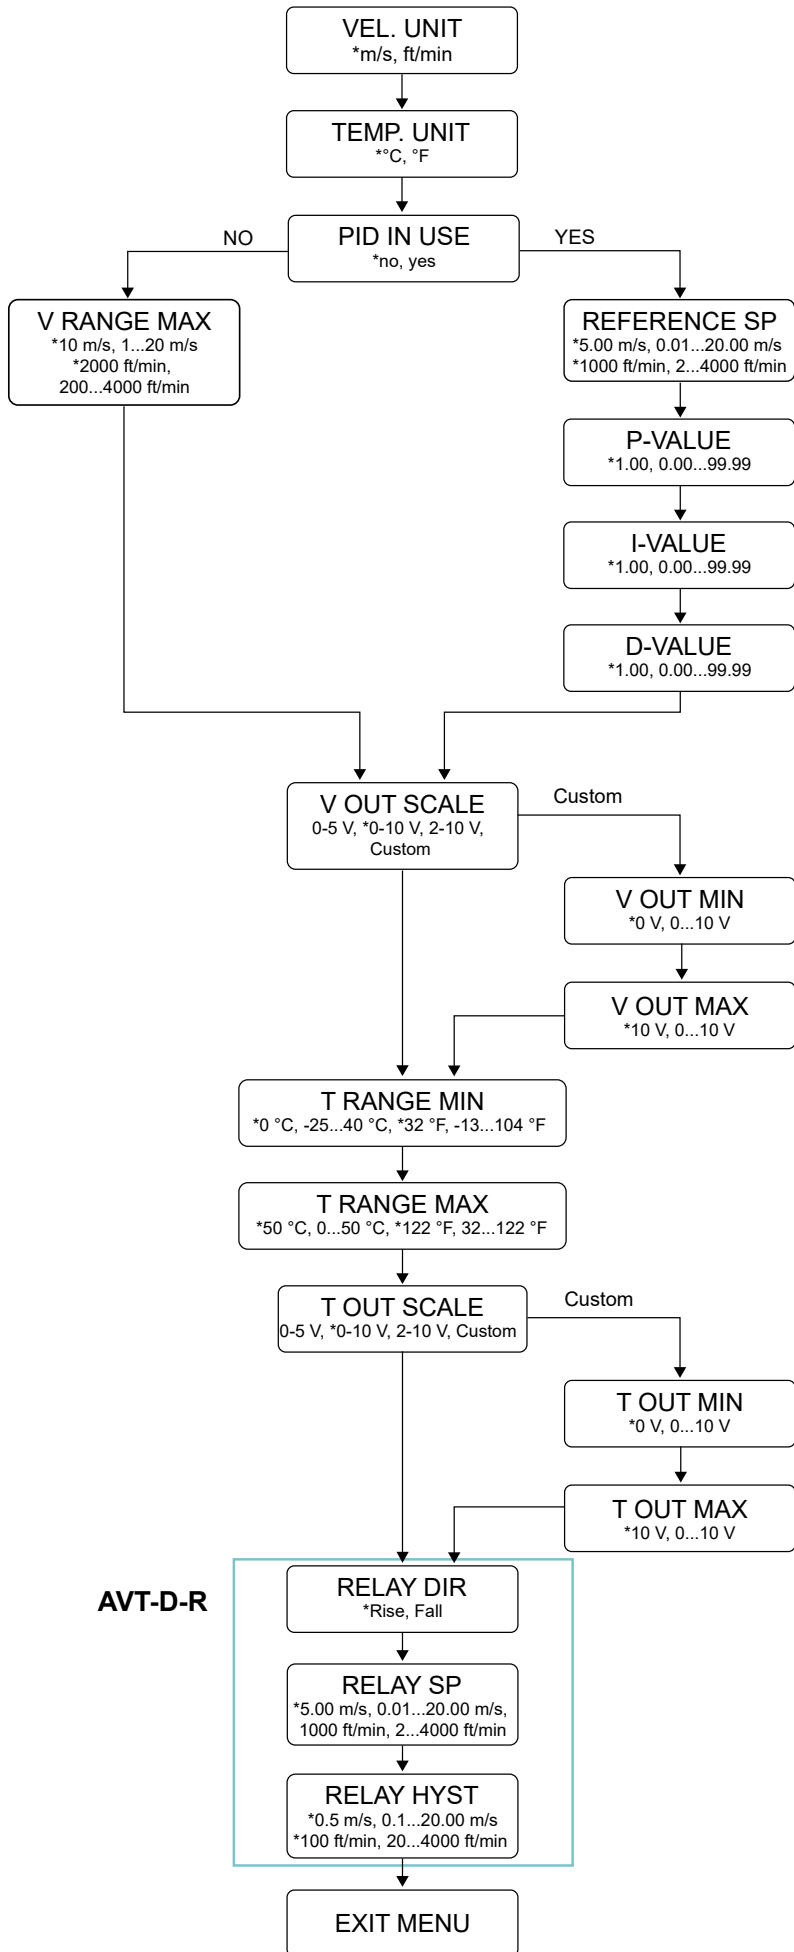 VEL. UNIT
*m/s, ft/min
TEMP. UNIT
*°C, °F
NO
PID IN USE
*no, yes
YES
V RANGE MAX
*10 m/s, 1...20 m/s
*2000 ft/min,
200...4000 ft/min
REFERENCE SP
*5.00 m/s, 0.01...20.00 m/s
*1000 ft/min, 2...4000 ft/min
P-VALUE
*1.00, 0.00...99.99
I-VALUE
*1.00, 0.00...99.99
D-VALUE
*1.00, 0.00...99.99
V OUT SCALE
0-5 V, *0-10 V, 2-10 V,
Custom
Custom
V OUT MIN
*0 V, 0...10 V
V OUT MAX
*10 V, 0...10 V
T RANGE MIN
*0 °C, -25...40 °C, *32 °F, -13...104 °F
T RANGE MAX
*50 °C, 0...50 °C, *122 °F, 32...122 °F
T OUT SCALE
0-5 V, *0-10 V, 2-10 V, Custom
Custom
T OUT MIN
*0 V, 0...10 V
T OUT MAX
*10 V, 0...10 V
AVT-D-R
RELAY DIR
*Rise, Fall
RELAY SP
*5.00 m/s, 0.01...20.00 m/s,
1000 ft/min, 2...4000 ft/min
RELAY HYST
*0.5 m/s, 0.1...20.00 m/s
*100 ft/min, 20...4000 ft/min
EXIT MENU